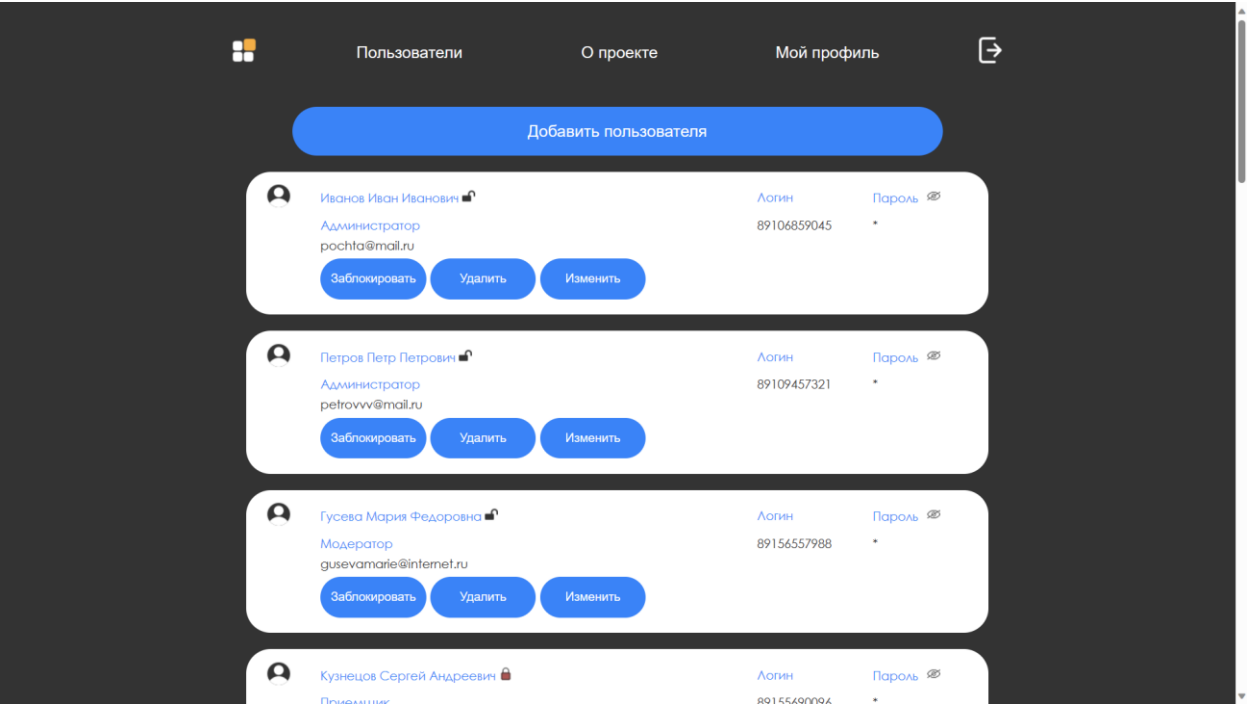 Пользователи О проекте Мой профиль
Добавить пользователя
Иванов Иван Иванович Логин Пароль
Администратор 89106859045 *
pochta@mail.ru
Заблокировать Удалить Изменить
Петров Петр Петрович Логин Пароль
Администратор 89109457321 *
petrovvv@mail.ru
Заблокировать Удалить Изменить
Гусева Мария Федоровна Логин Пароль
Модератор 89156557988 *
gusevamarie@internet.ru
Заблокировать Удалить Изменить
Кузнецов Сергей Андреевич Логин Пароль
Приемщик 89155690096 *